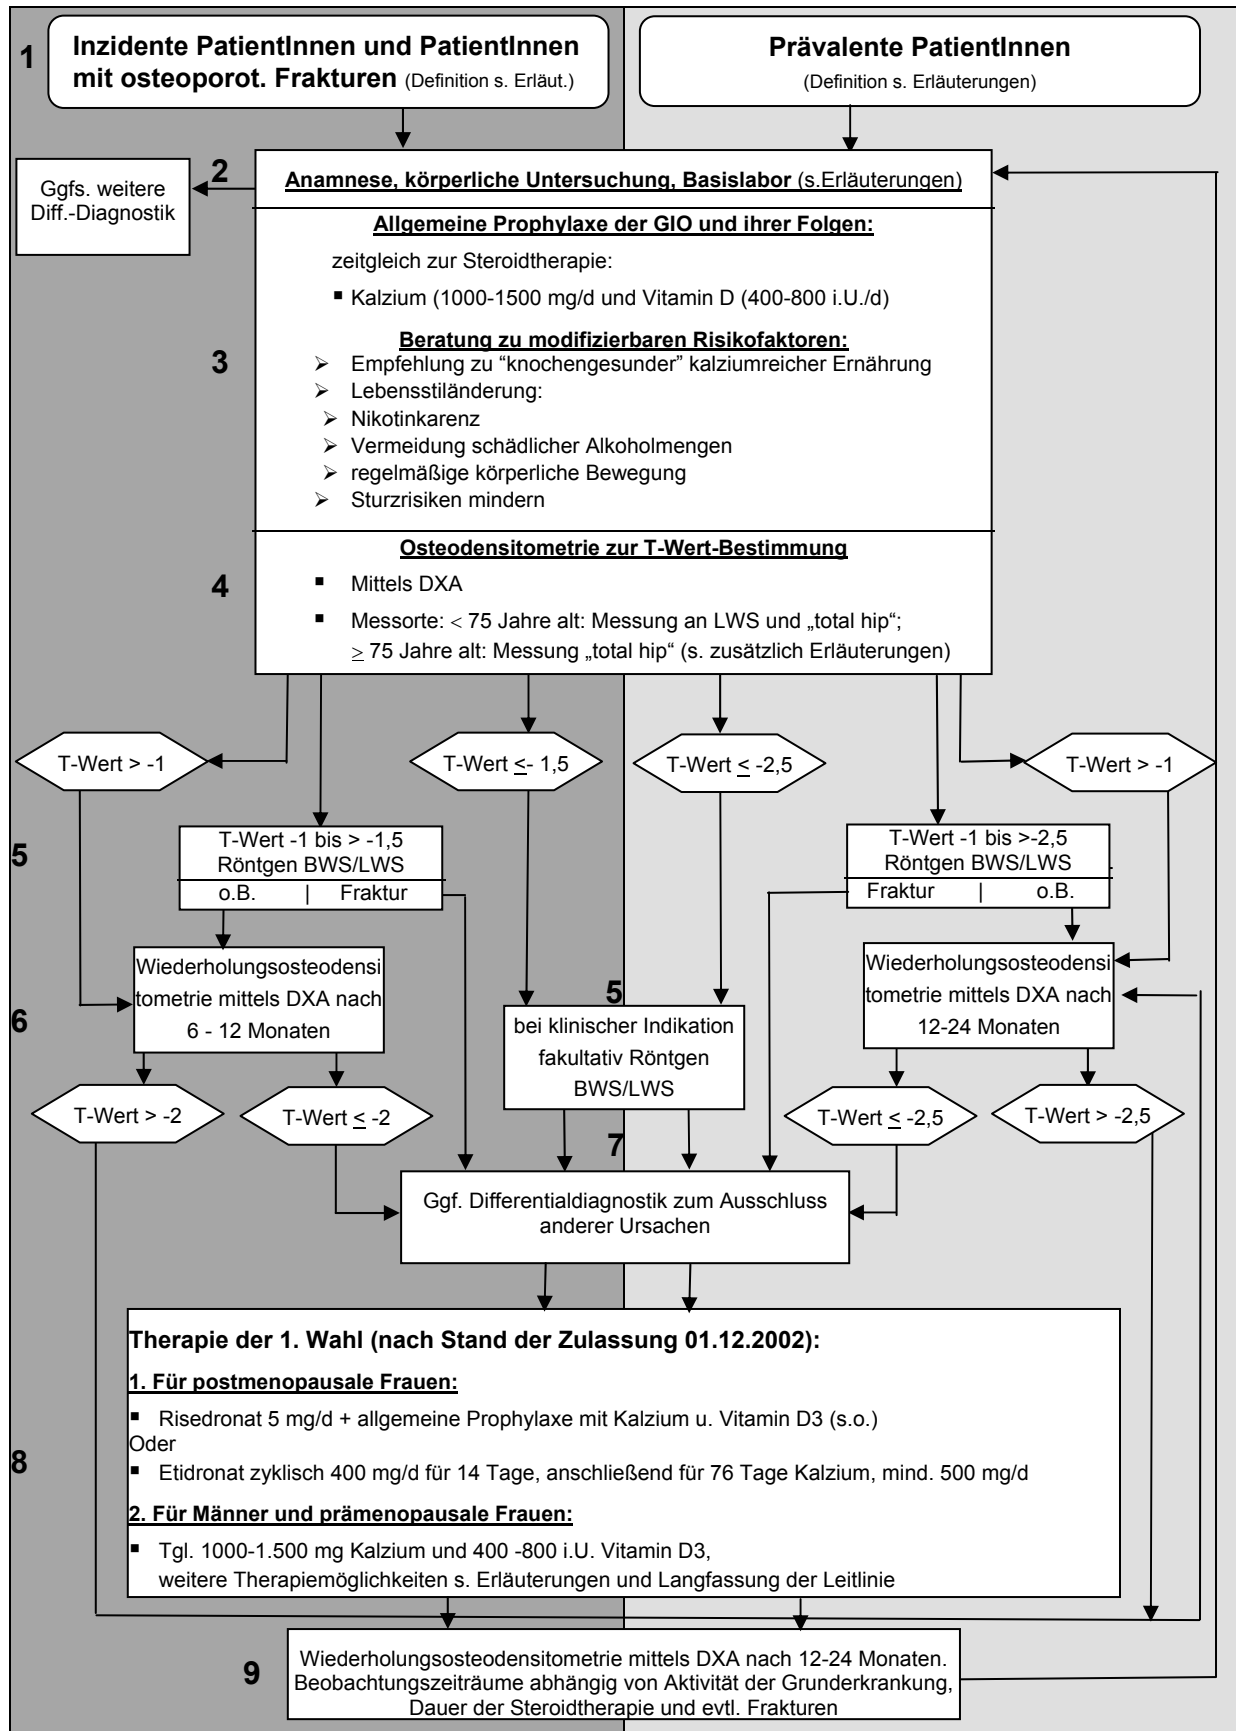 1
Inzidente PatientInnen und PatientInnen
mit osteoporot. Frakturen (Definition s. Erläut.)
Prävalente PatientInnen
(Definition s. Erläuterungen)
2
Ggfs. weitere
Diff.-Diagnostik
Anamnese, körperliche Untersuchung, Basislabor (s.Erläuterungen)
Allgemeine Prophylaxe der GIO und ihrer Folgen:
zeitgleich zur Steroidtherapie:
▪ Kalzium (1000-1500 mg/d und Vitamin D (400-800 i.U./d)
3
Beratung zu modifizierbaren Risikofaktoren:
➢ Empfehlung zu “knochengesunder” kalziumreicher Ernährung
➢ Lebensstiländerung:
➢ Nikotinkarenz
➢ Vermeidung schädlicher Alkoholmengen
➢ regelmäßige körperliche Bewegung
➢ Sturzrisiken mindern
4
Osteodensitometrie zur T-Wert-Bestimmung
▪ Mittels DXA
▪ Messorte: < 75 Jahre alt: Messung an LWS und „total hip“;
≥ 75 Jahre alt: Messung „total hip“ (s. zusätzlich Erläuterungen)
T-Wert > -1
T-Wert ≤- 1,5
T-Wert ≤ -2,5
T-Wert > -1
5
T-Wert -1 bis > -1,5
Röntgen BWS/LWS
o.B. | Fraktur
T-Wert -1 bis >-2,5
Röntgen BWS/LWS
Fraktur | o.B.
6
Wiederholungsosteodensi
tometrie mittels DXA nach
6 - 12 Monaten
5
bei klinischer Indikation
fakultativ Röntgen
BWS/LWS
Wiederholungsosteodensi
tometrie mittels DXA nach
12-24 Monaten
T-Wert > -2
T-Wert ≤ -2
T-Wert ≤ -2,5
T-Wert > -2,5
7
Ggf. Differentialdiagnostik zum Ausschluss
anderer Ursachen
8
Therapie der 1. Wahl (nach Stand der Zulassung 01.12.2002):
1. Für postmenopausale Frauen:
▪ Risedronat 5 mg/d + allgemeine Prophylaxe mit Kalzium u. Vitamin D3 (s.o.)
Oder
▪ Etidronat zyklisch 400 mg/d für 14 Tage, anschließend für 76 Tage Kalzium, mind. 500 mg/d
2. Für Männer und prämenopausale Frauen:
▪ Tgl. 1000-1.500 mg Kalzium und 400 -800 i.U. Vitamin D3,
weitere Therapiemöglichkeiten s. Erläuterungen und Langfassung der Leitlinie
9
Wiederholungsosteodensitometrie mittels DXA nach 12-24 Monaten.
Beobachtungszeiträume abhängig von Aktivität der Grunderkrankung,
Dauer der Steroidtherapie und evtl. Frakturen